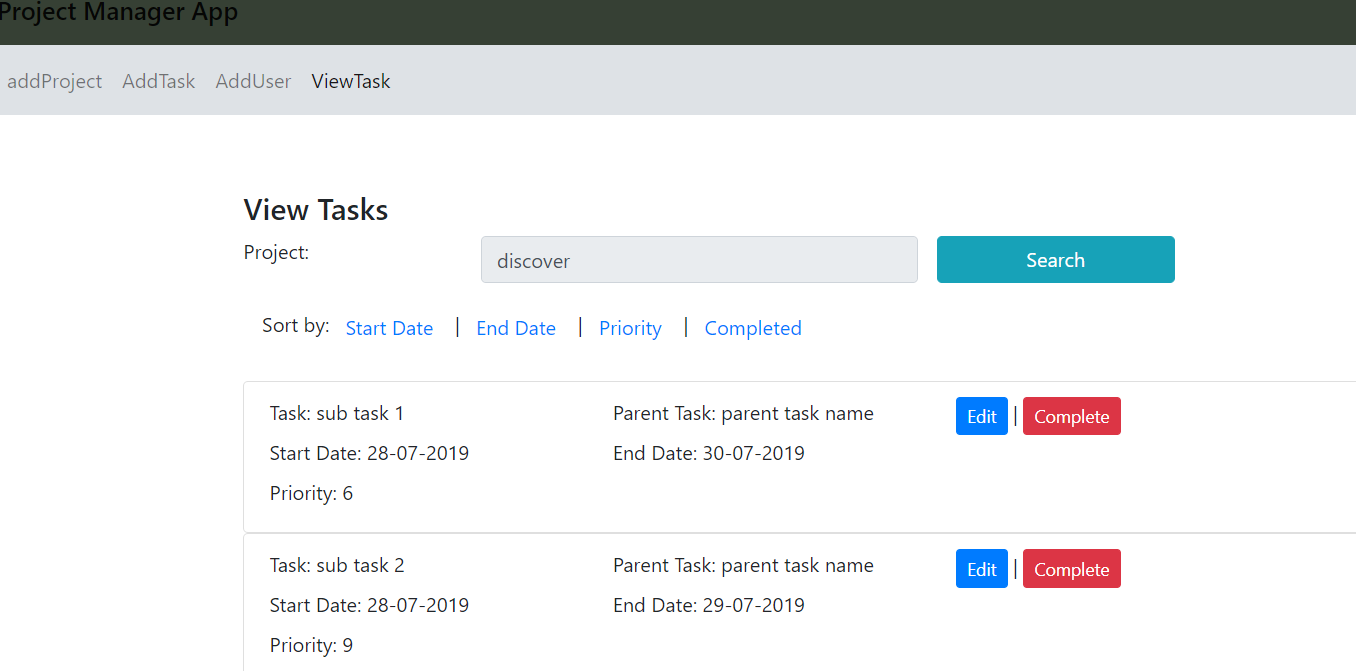 Project Manager App
addProject AddTask AddUser ViewTask
View Tasks
Project: discover Search
Sort by: Start Date | End Date | Priority | Completed
Task: sub task 1 Parent Task: parent task name Edit | Complete
Start Date: 28-07-2019 End Date: 30-07-2019
Priority: 6
Task: sub task 2 Parent Task: parent task name Edit | Complete
Start Date: 28-07-2019 End Date: 29-07-2019
Priority: 9